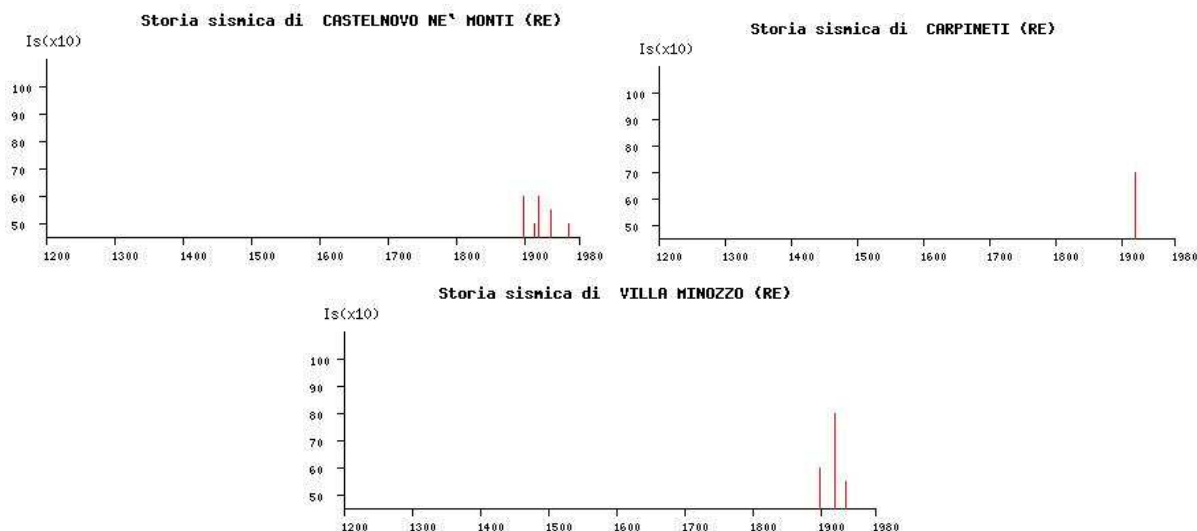 Storia sismica di CASTELNOVO NE` MONTI (RE)
Is(x10)
100
90
80
70
60
50
1200 1300 1400 1500 1600 1700 1800 1900 1980
Storia sismica di CARPINETI (RE)
Is(x10)
100
90
80
70
60
50
1200 1300 1400 1500 1600 1700 1800 1900 1980
Storia sismica di VILLA MINOZZO (RE)
Is(x10)
100
90
80
70
60
50
1200 1300 1400 1500 1600 1700 1800 1900 1980